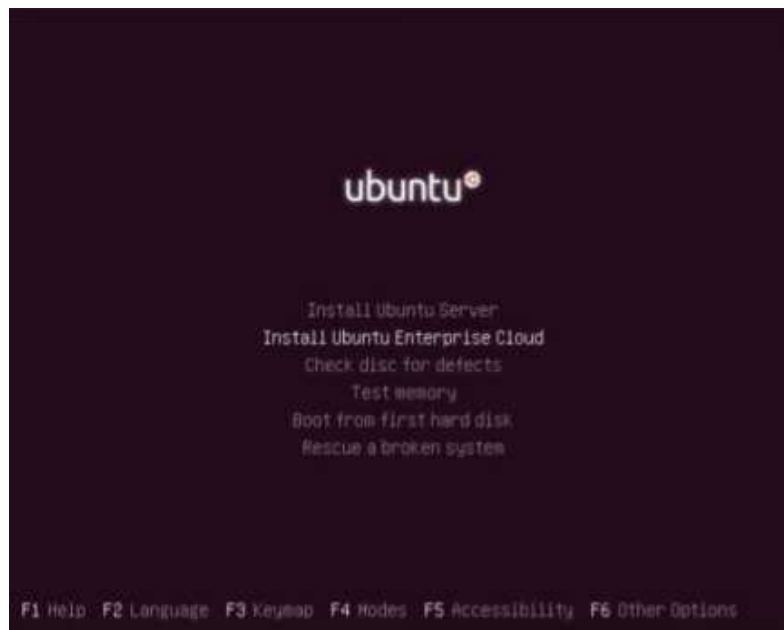 ubuntu
Install Ubuntu Server
Install Ubuntu Enterprise Cloud
Check disc for defects
Test memory
Boot from first hard disk
Rescue a broken system
F1 Help F2 Language F3 Keymap F4 Modes F5 Accessibility F6 Other Options